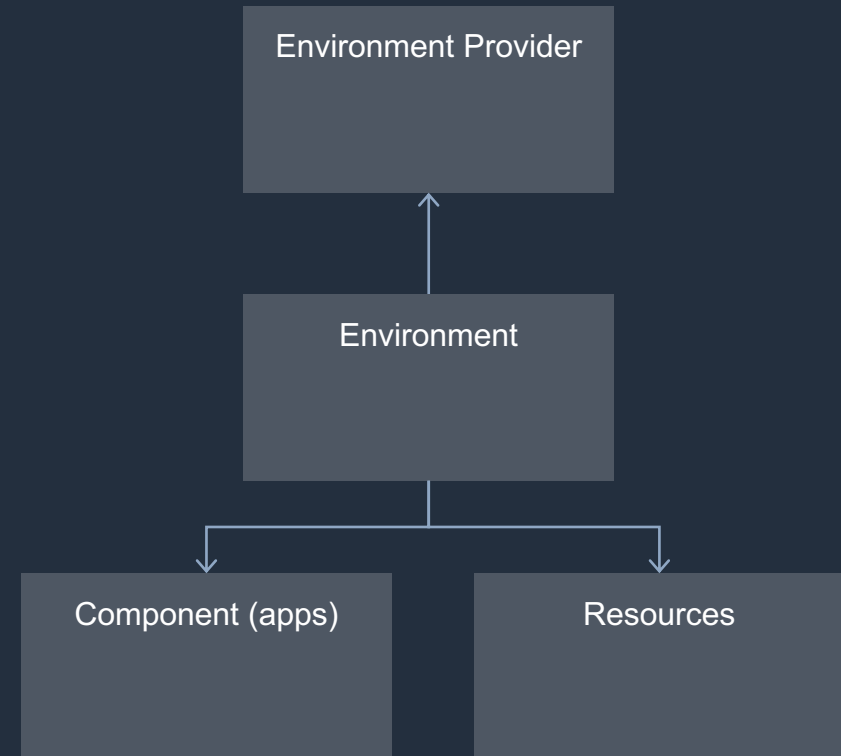 Environment Provider
Environment
Component (apps)
Resources